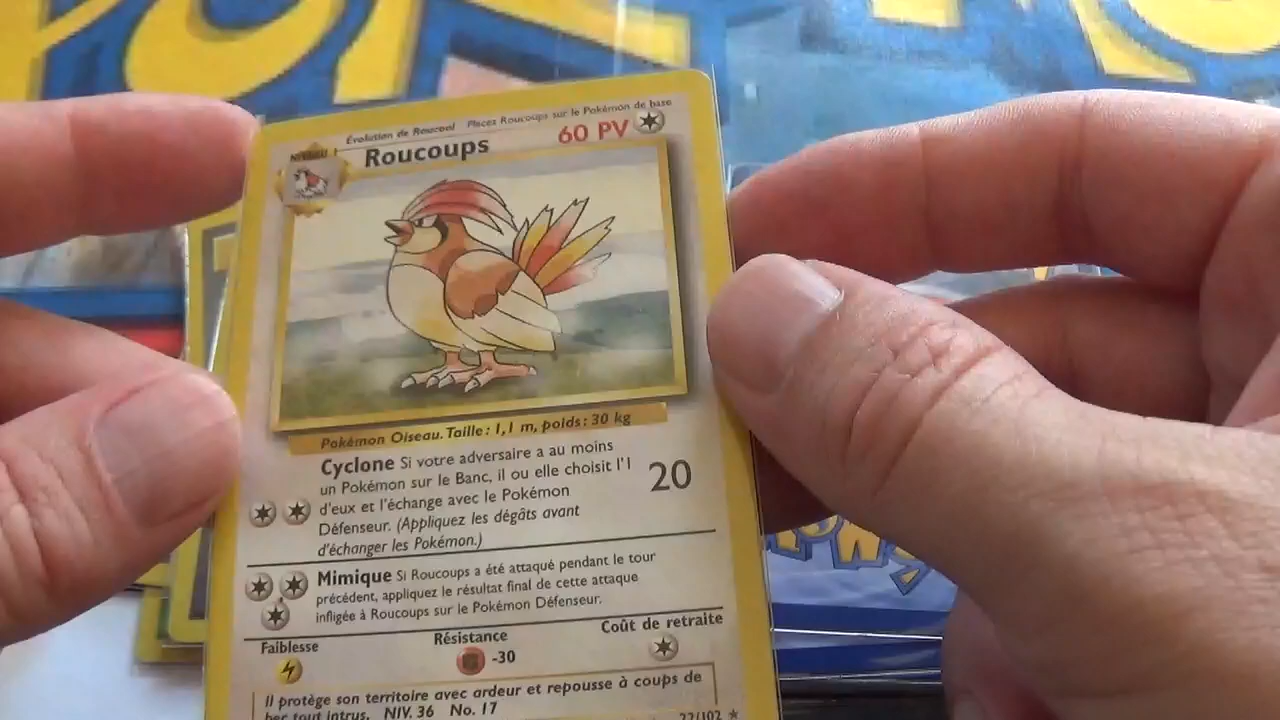 Évolution de Roucool Placez Roucoups sur le Pokémon de base
NIVEAU 1
Roucoups 60 PV
Pokémon Oiseau. Taille : 1,1 m, poids : 30 kg
Cyclone Si votre adversaire a au moins
un Pokémon sur le Banc, il ou elle choisit l'1
d'eux et l'échange avec le Pokémon
Défenseur. (Appliquez les dégâts avant
d'échanger les Pokémon.)
20
Mimique Si Roucoups a été attaqué pendant le tour
précédent, appliquez le résultat final de cette attaque
infligée à Roucoups sur le Pokémon Défenseur.
Faiblesse Résistance Coût de retraite
-30
Il protège son territoire avec ardeur et repousse à coups de
bec tout intrus. NIV. 36 No. 17
22/102